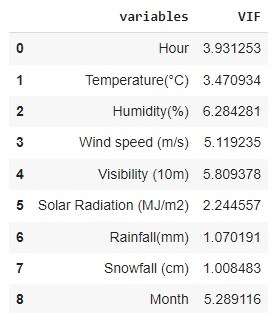 variables VIF
0 Hour 3.931253
1 Temperature(°C) 3.470934
2 Humidity(%) 6.284281
3 Wind speed (m/s) 5.119235
4 Visibility (10m) 5.809378
5 Solar Radiation (MJ/m2) 2.244557
6 Rainfall(mm) 1.070191
7 Snowfall (cm) 1.008483
8 Month 5.289116